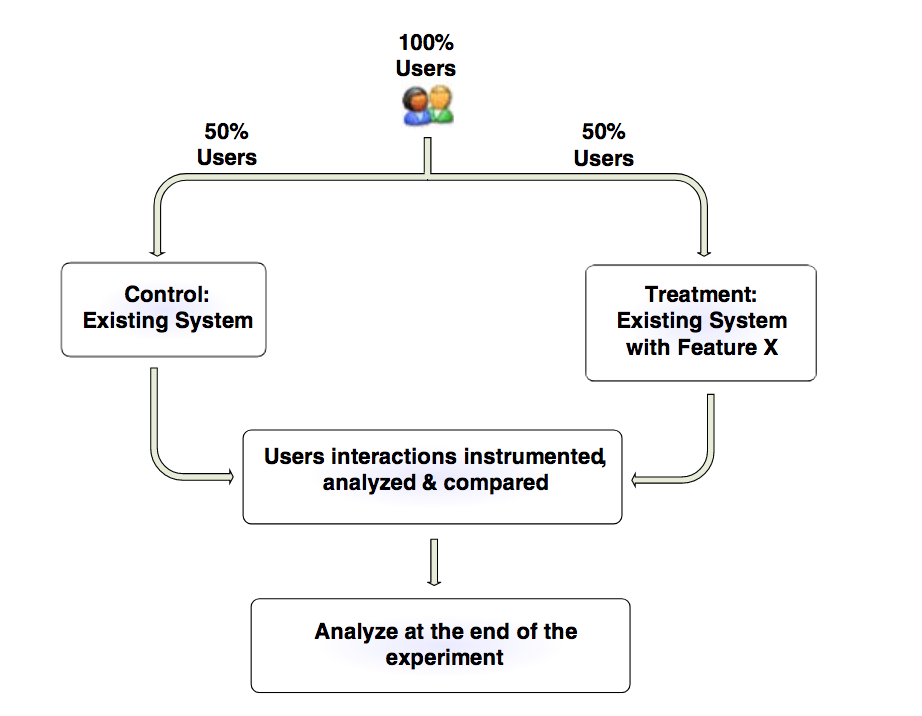 100%
Users
50%
Users
50%
Users
Control:
Existing System
Treatment:
Existing System
with Feature X
Users interactions instrumented,
analyzed & compared
Analyze at the end of the
experiment